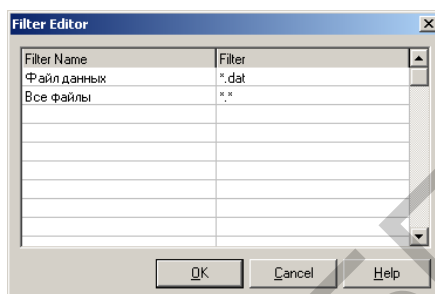 Filter Editor
Filter Name Filter
Файл данных *.dat
Все файлы *.*
OK Cancel Help